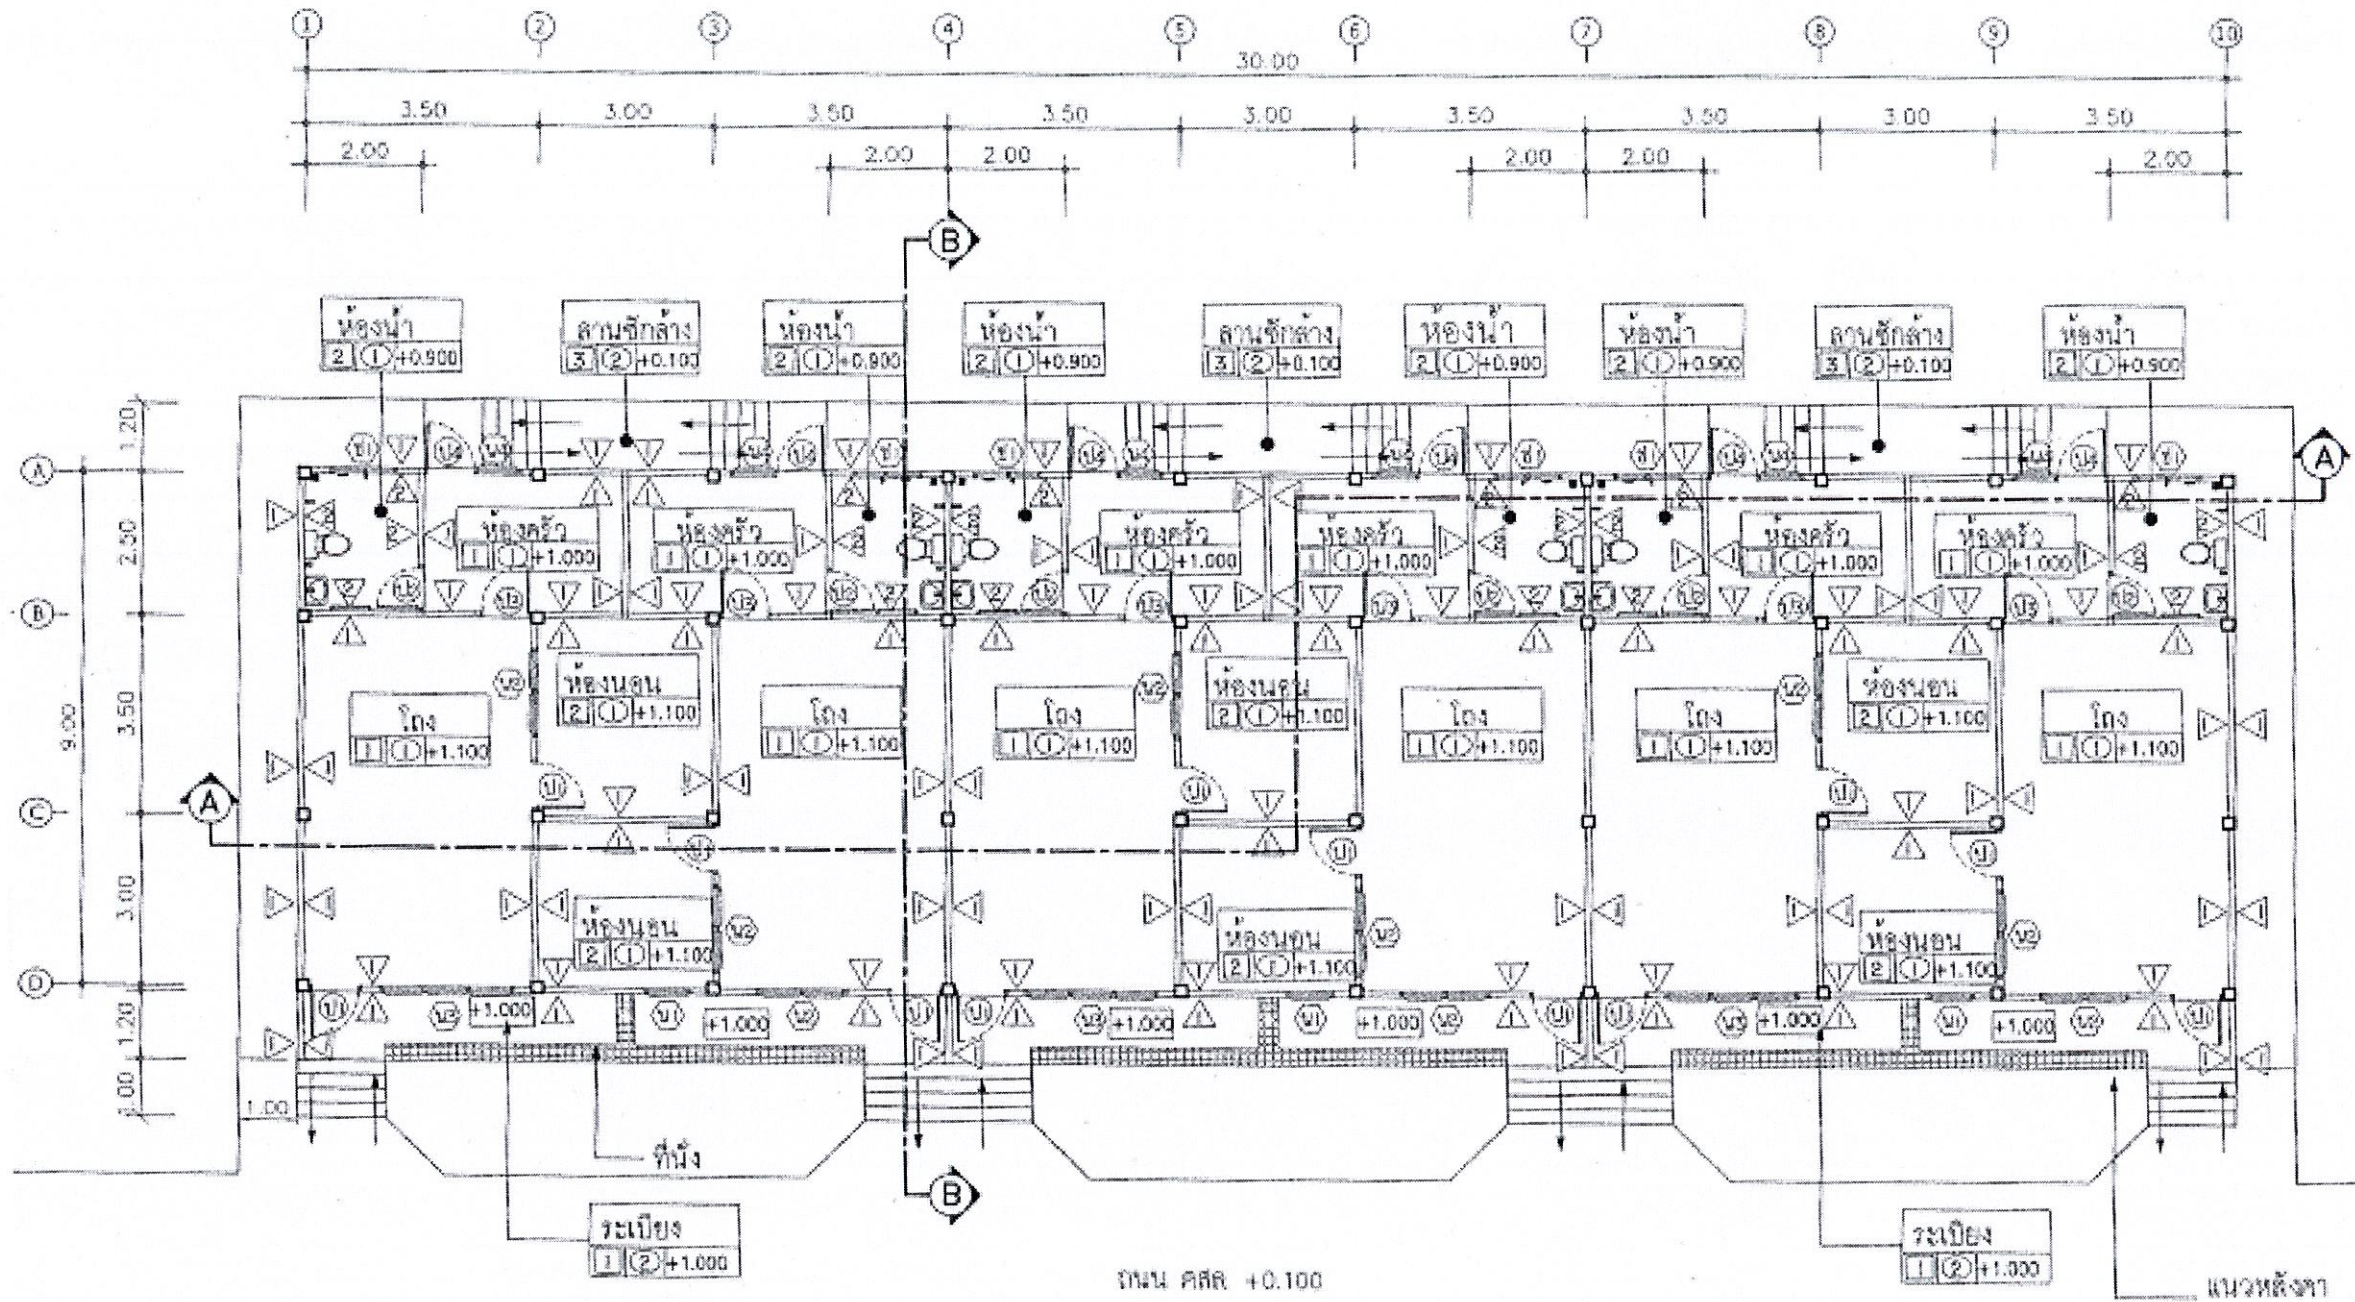 1 2 3 4 5 6 7 8 9 10
30.00
3.50 3.00 3.50 3.50 3.00 3.50 3.50 3.00 3.50
2.00 2.00 2.00 2.00 2.00 2.00
B
ห้องน้ำ ลานซักล้าง ห้องน้ำ ห้องน้ำ ลานซักล้าง ห้องน้ำ ห้องน้ำ ลานซักล้าง ห้องน้ำ
2 1 +0.900 3 2 +0.100 2 1 +0.900 2 1 +0.900 3 2 +0.100 2 1 +0.900 2 1 +0.900 3 2 +0.100 2 1 +0.900
1.20
A A
2.50
ห้องครัว ห้องครัว ห้องครัว ห้องครัว ห้องครัว ห้องครัว
1 1 +1.000 1 1 +1.000 1 1 +1.000 1 1 +1.000 1 1 +1.000 1 1 +1.000
B
ห้องนอน ห้องนอน ห้องนอน
2 1 +1.100 2 1 +1.100 2 1 +1.100
9.00 3.50
โถง โถง โถง โถง โถง โถง
1 1 +1.100 1 1 +1.100 1 1 +1.100 1 1 +1.100 1 1 +1.100 1 1 +1.100
C A
3.00
ห้องนอน ห้องนอน ห้องนอน
2 1 +1.100 2 1 +1.100 2 1 +1.100
D
1.20
+1.000 +1.000 +1.000 +1.000 +1.000 +1.000
1.00
1.00
ที่นั่ง
B
ระเบียง ระเบียง
1 2 +1.000 1 2 +1.000
ถนน คสล. +0.100
แนวหลังคา